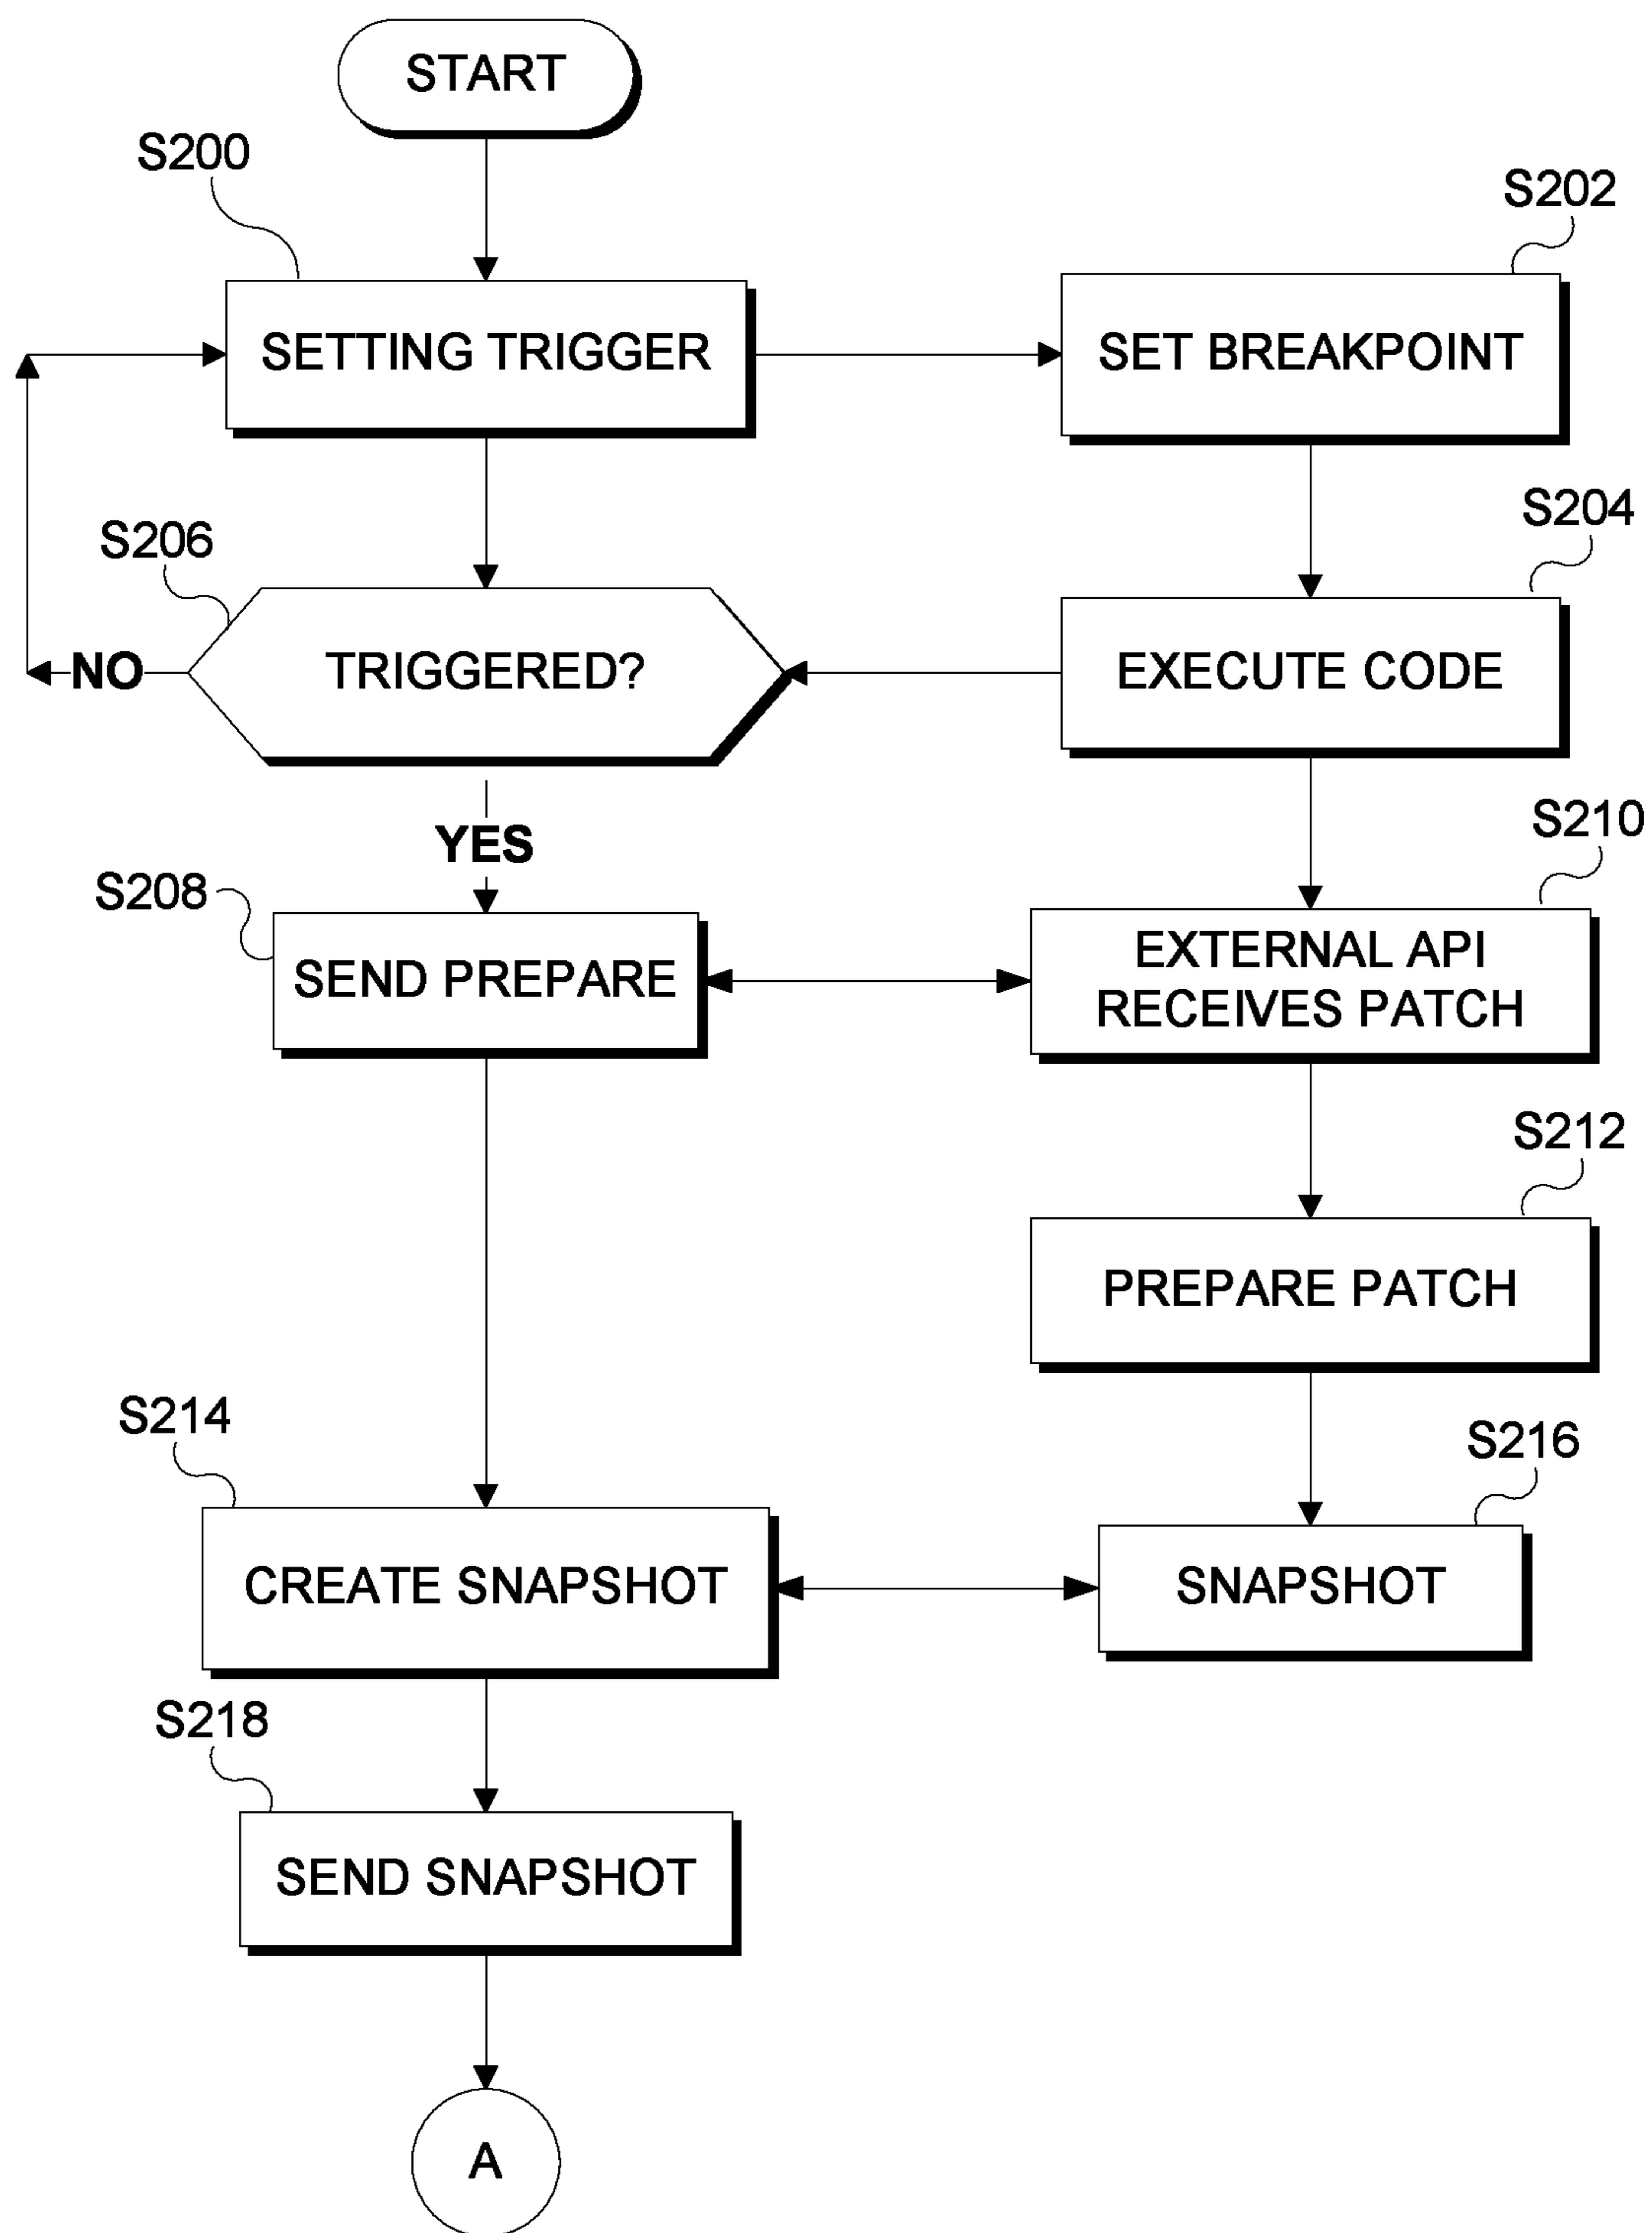 START
S200
S202
SETTING TRIGGER
SET BREAKPOINT
S204
S206
TRIGGERED?
NO
EXECUTE CODE
YES
S210
S208
SEND PREPARE
EXTERNAL API
RECEIVES PATCH
S212
PREPARE PATCH
S214
S216
CREATE SNAPSHOT
SNAPSHOT
S218
SEND SNAPSHOT
A